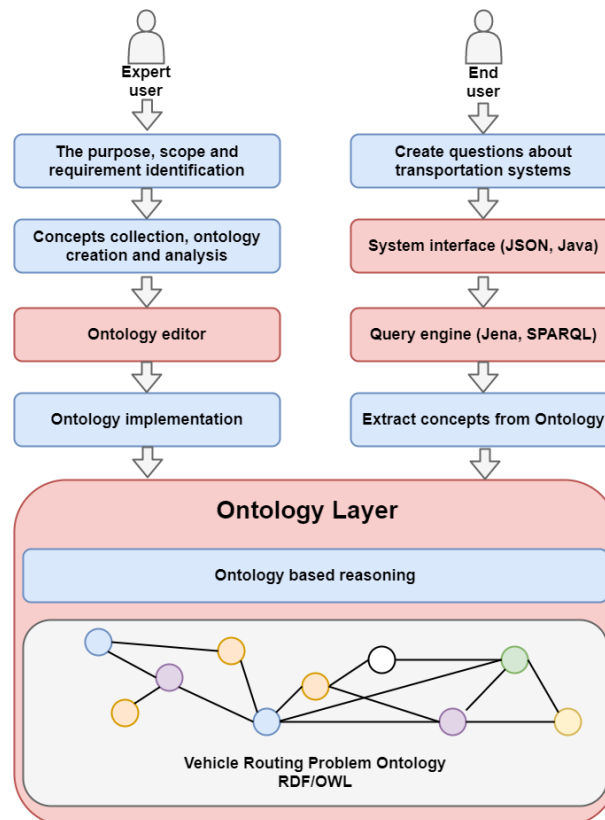 Expert
user
End
user
The purpose, scope and
requirement identification
Create questions about
transportation systems
Concepts collection, ontology
creation and analysis
System interface (JSON, Java)
Ontology editor
Query engine (Jena, SPARQL)
Ontology implementation
Extract concepts from Ontology
Ontology Layer
Ontology based reasoning
Vehicle Routing Problem Ontology
RDF/OWL